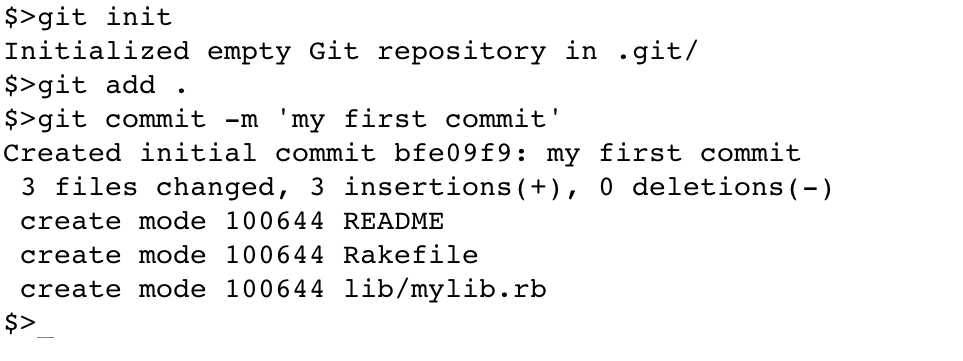 $>git init
Initialized empty Git repository in .git/
$>git add .
$>git commit -m 'my first commit'
Created initial commit bfe09f9: my first commit
 3 files changed, 3 insertions(+), 0 deletions(-)
 create mode 100644 README
 create mode 100644 Rakefile
 create mode 100644 lib/mylib.rb
$>_